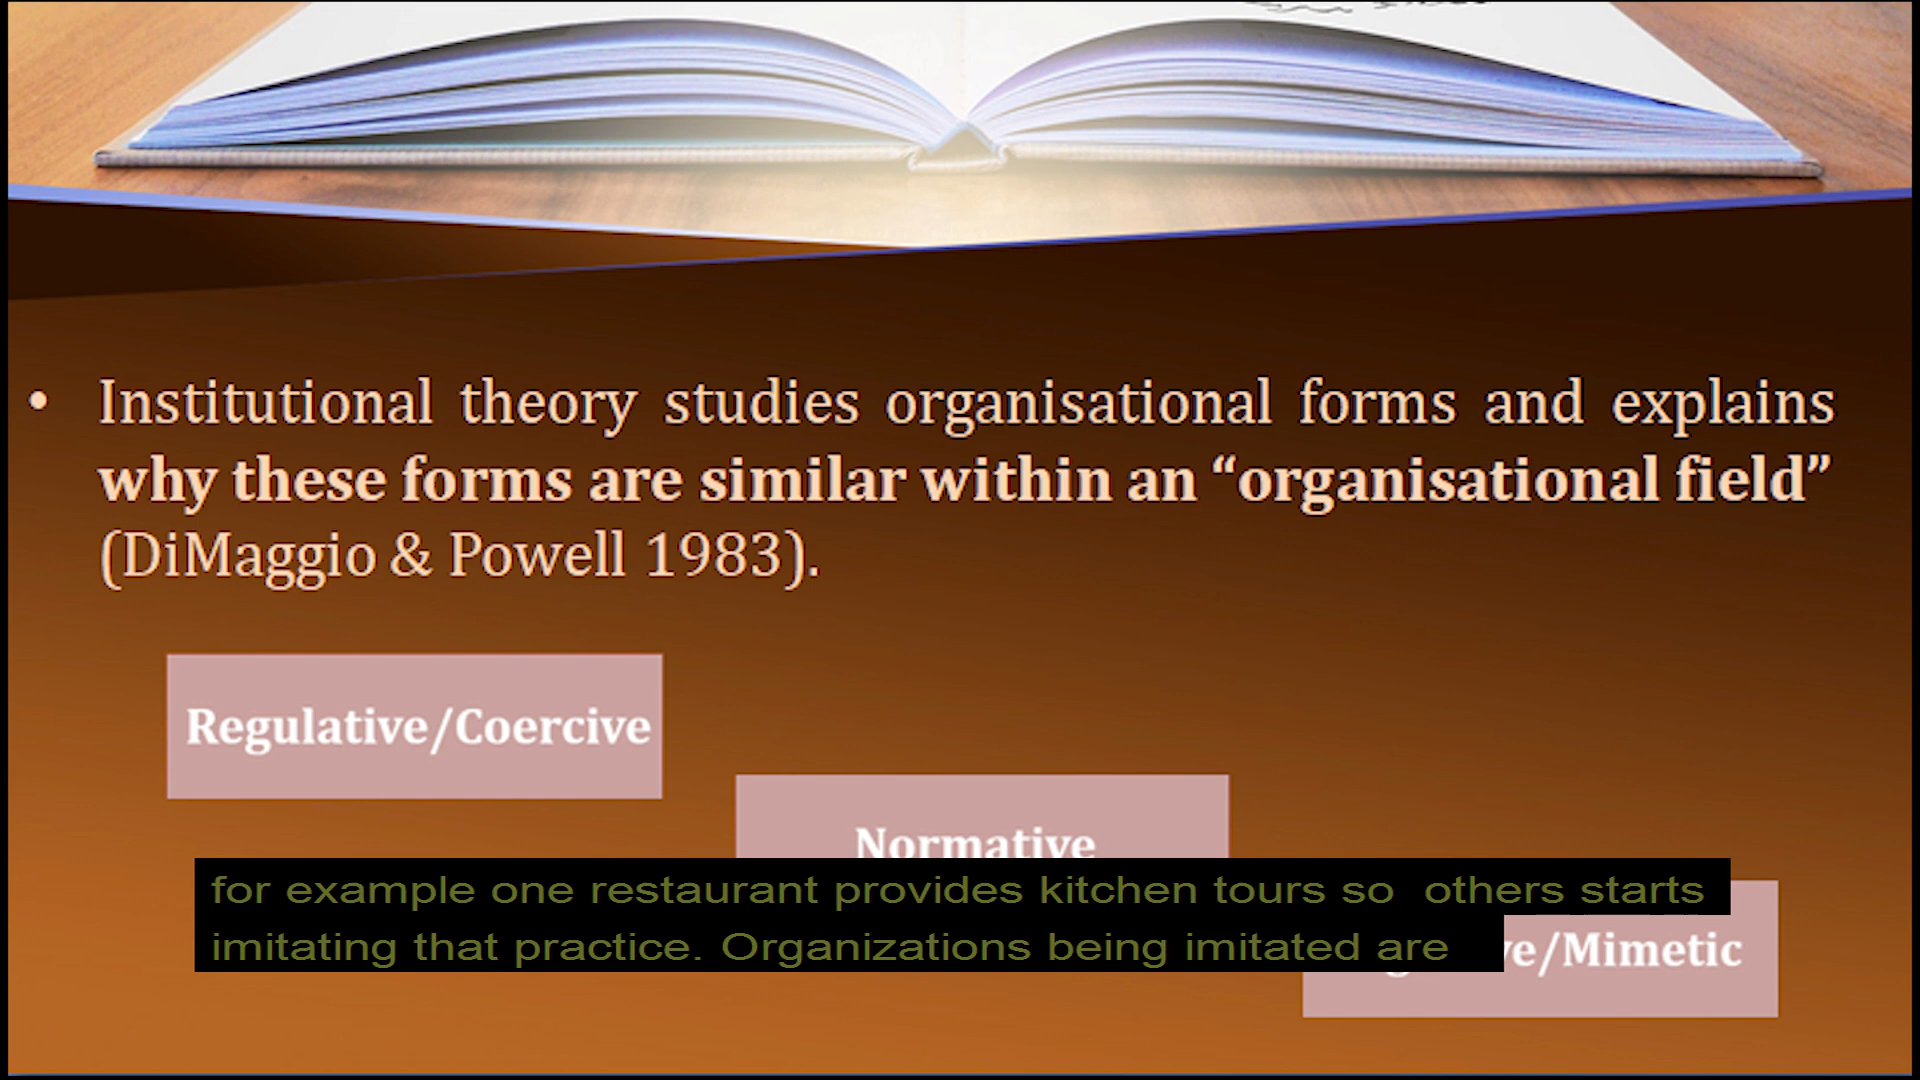 • Institutional theory studies organisational forms and explains
why these forms are similar within an “organisational field”
(DiMaggio & Powell 1983).
Regulative/Coercive
Normative
for example one restaurant provides kitchen tours so others starts
imitating that practice. Organizations being imitated are
/Mimetic